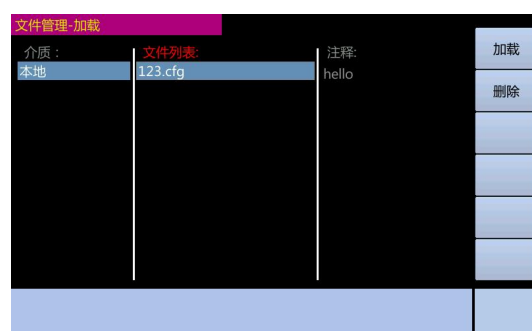 文件管理-加载
介质：
文件列表:
注释:
本地
123.cfg
hello
加载
删除